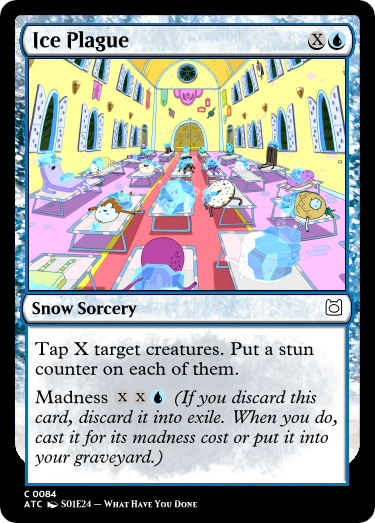 Ice Plague X
Snow Sorcery
Tap X target creatures. Put a stun
counter on each of them.
Madness X X (If you discard this
card, discard it into exile. When you do,
cast it for its madness cost or put it into
your graveyard.)
C 0084
ATC S01E24 – What Have You Done